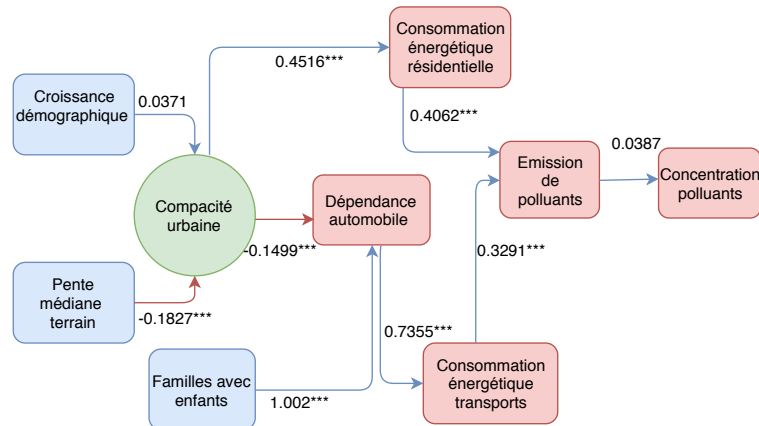 Consommation
énergétique
résidentielle
0.4516***
Croissance
démographique
0.0371
0.4062***
Emission
de
polluants
0.0387
Concentration
polluants
Compacité
urbaine
Dépendance
automobile
-0.1499***
0.3291***
Pente
médiane
terrain
-0.1827***
0.7355***
Familles avec
enfants
1.002***
Consommation
énergétique
transports